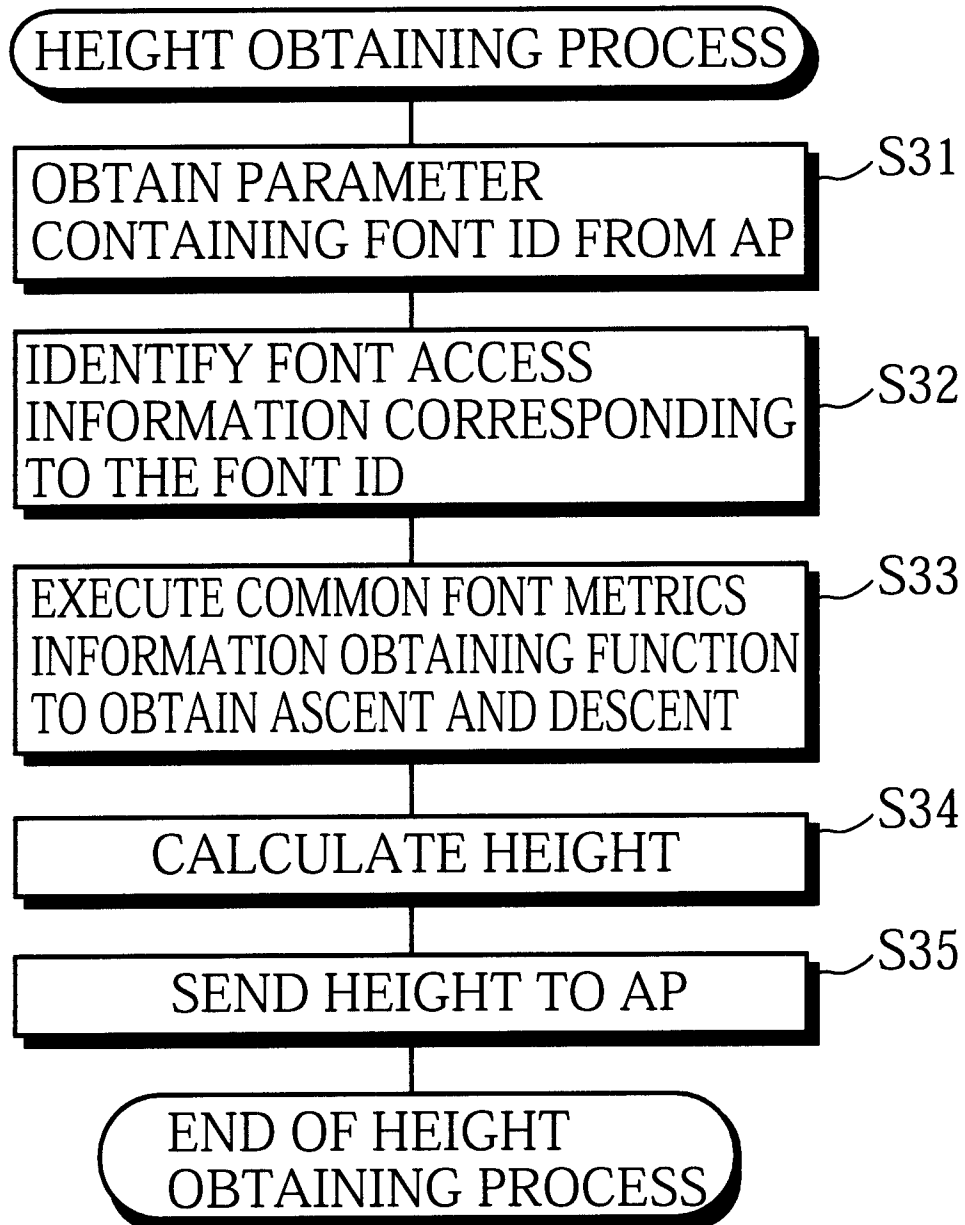 HEIGHT OBTAINING PROCESS
S31
OBTAIN PARAMETER
CONTAINING FONT ID FROM AP
S32
IDENTIFY FONT ACCESS
INFORMATION CORRESPONDING
TO THE FONT ID
S33
EXECUTE COMMON FONT METRICS
INFORMATION OBTAINING FUNCTION
TO OBTAIN ASCENT AND DESCENT
S34
CALCULATE HEIGHT
S35
SEND HEIGHT TO AP
END OF HEIGHT
OBTAINING PROCESS